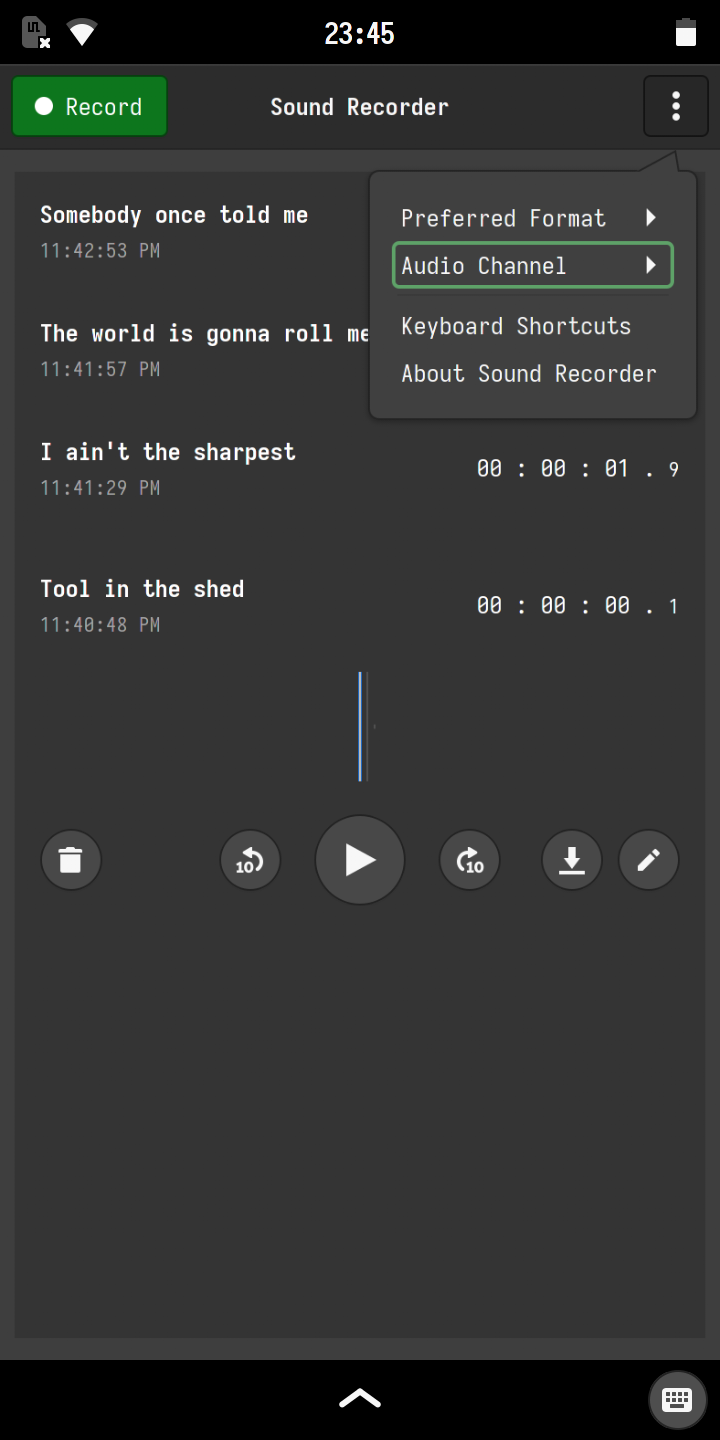 23:45
Record
Sound Recorder
Somebody once told me
11:42:53 PM
The world is gonna roll me
11:41:57 PM
Preferred Format
Audio Channel
Keyboard Shortcuts
About Sound Recorder
I ain't the sharpest
11:41:29 PM
00 : 00 : 01 . 9
Tool in the shed
11:40:48 PM
00 : 00 : 00 . 1
10
10